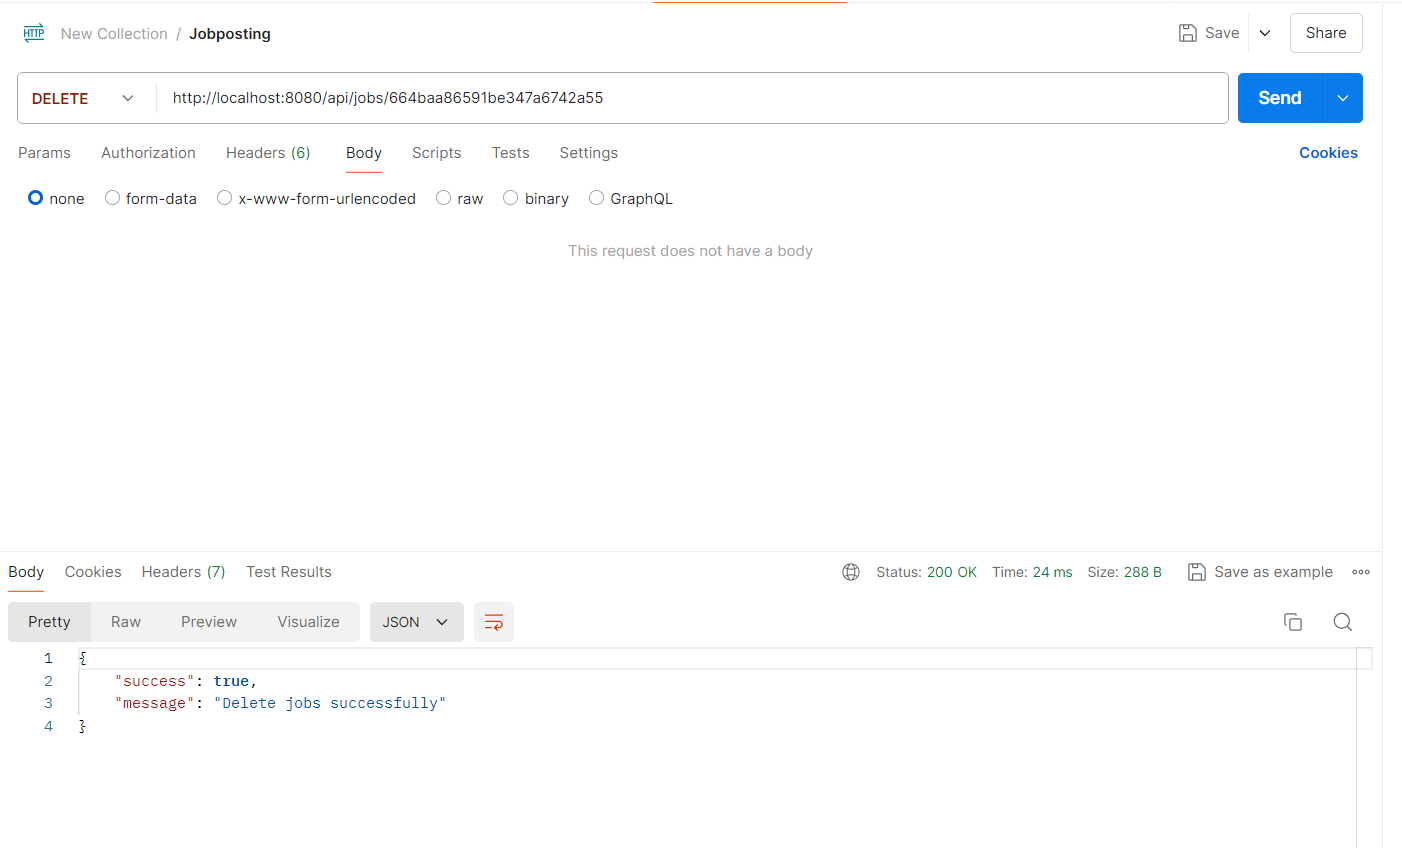 HTTP New Collection / Jobposting Save Share
DELETE http://localhost:8080/api/jobs/664baa86591be347a6742a55 Send
Params Authorization Headers (6) Body Scripts Tests Settings Cookies
none form-data x-www-form-urlencoded raw binary GraphQL
This request does not have a body
Body Cookies Headers (7) Test Results Status: 200 OK Time: 24 ms Size: 288 B Save as example
Pretty Raw Preview Visualize JSON
1 {
2 "success": true,
3 "message": "Delete jobs successfully"
4 }